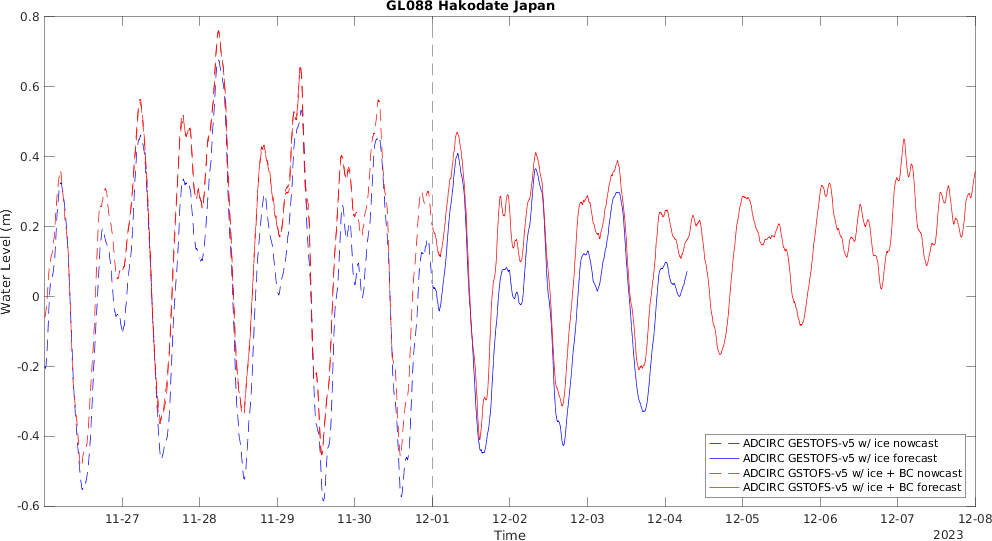 GL088 Hakodate Japan
Water Level (m)
0.8
0.6
0.4
0.2
0
-0.2
-0.4
-0.6
ADCIRC GESTOFS-v5 w/ ice nowcast
ADCIRC GESTOFS-v5 w/ ice forecast
ADCIRC GSTOFS-v5 w/ ice + BC nowcast
ADCIRC GSTOFS-v5 w/ ice + BC forecast
11-27 11-28 11-29 11-30 12-01 12-02 12-03 12-04 12-05 12-06 12-07 12-08
Time
2023